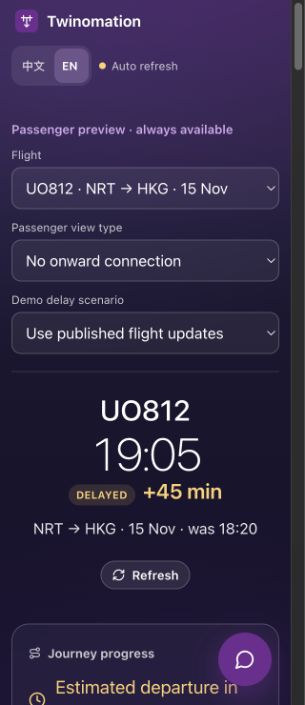 Twinomation
中文 EN Auto refresh
Passenger preview · always available
Flight
UO812 · NRT → HKG · 15 Nov
Passenger view type
No onward connection
Demo delay scenario
Use published flight updates
UO812
19:05
DELAYED +45 min
NRT → HKG · 15 Nov · was 18:20
Refresh
Journey progress
Estimated departure in